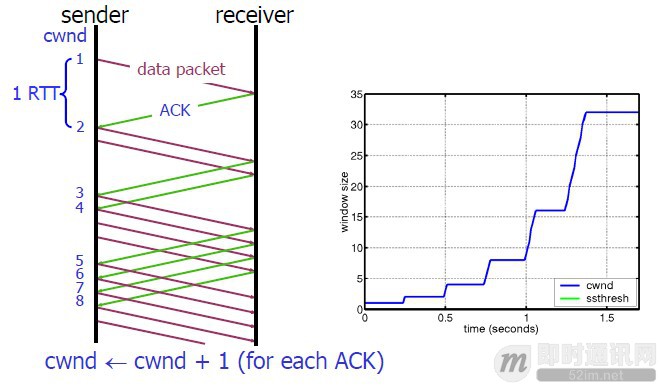 sender receiver
cwnd
1
data packet
1 RTT
ACK
2
3
4
5
6
7
8
cwnd ← cwnd + 1 (for each ACK)
35
30
25
20
15
10
5
0
window size
0 0.5 1 1.5
time (seconds)
cwnd
ssthresh
m 即时通讯网
52im.net